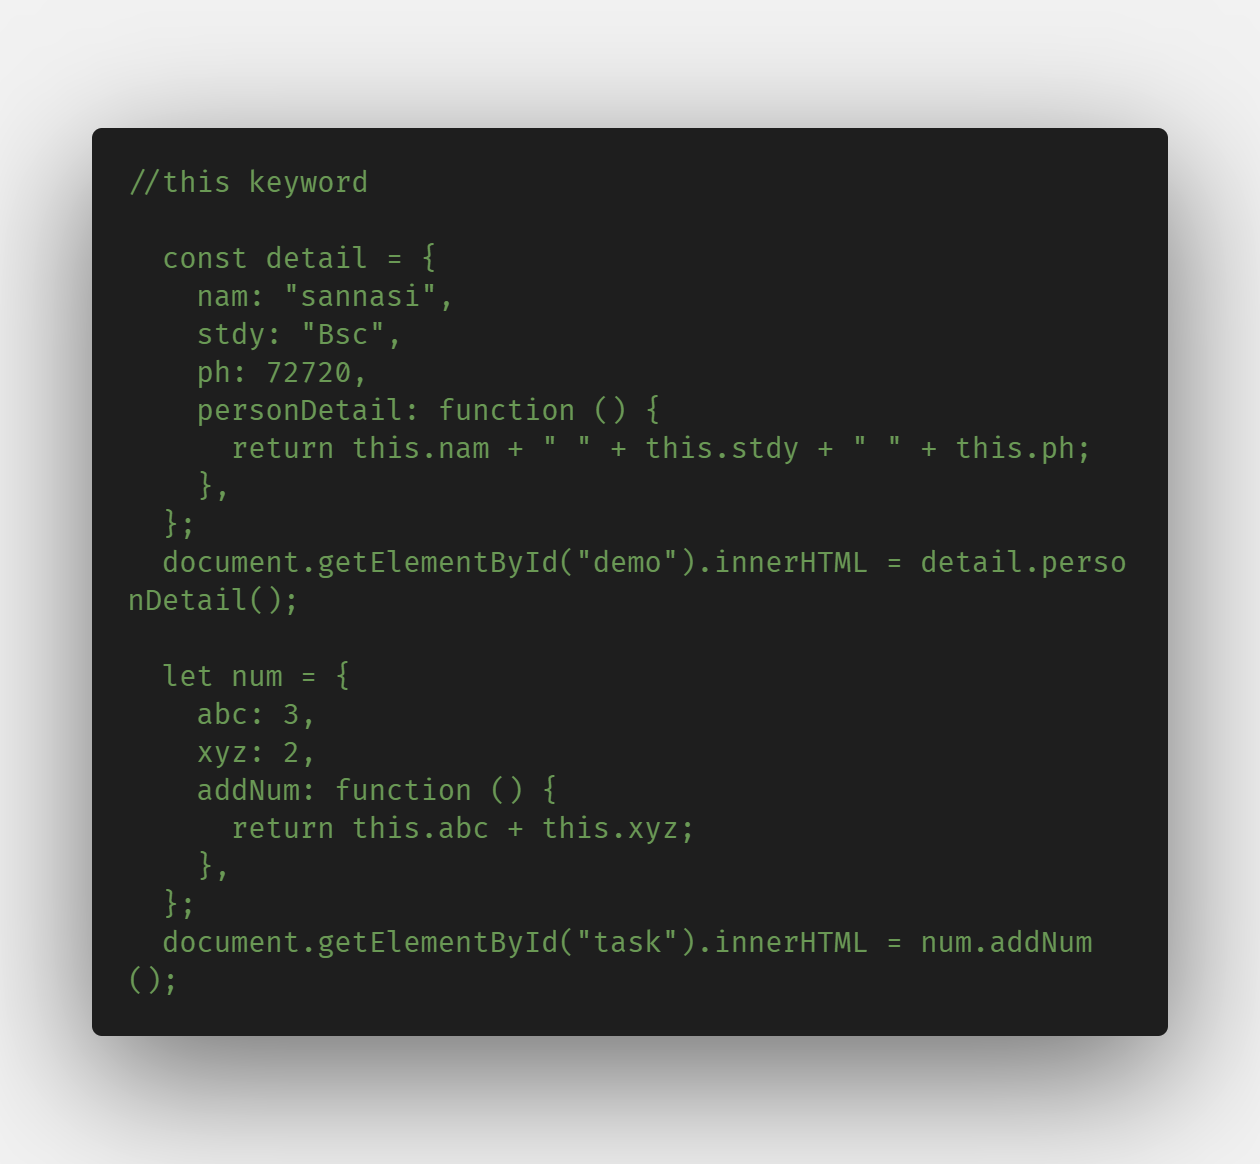 //this keyword
const detail = {
nam: "sannasi",
stdy: "Bsc",
ph: 72720,
personDetail: function () {
return this.nam + " " + this.stdy + " " + this.ph;
},
};
document.getElementById("demo").innerHTML = detail.perso
nDetail();
let num = {
abc: 3,
xyz: 2,
addNum: function () {
return this.abc + this.xyz;
},
};
document.getElementById("task").innerHTML = num.addNum
();